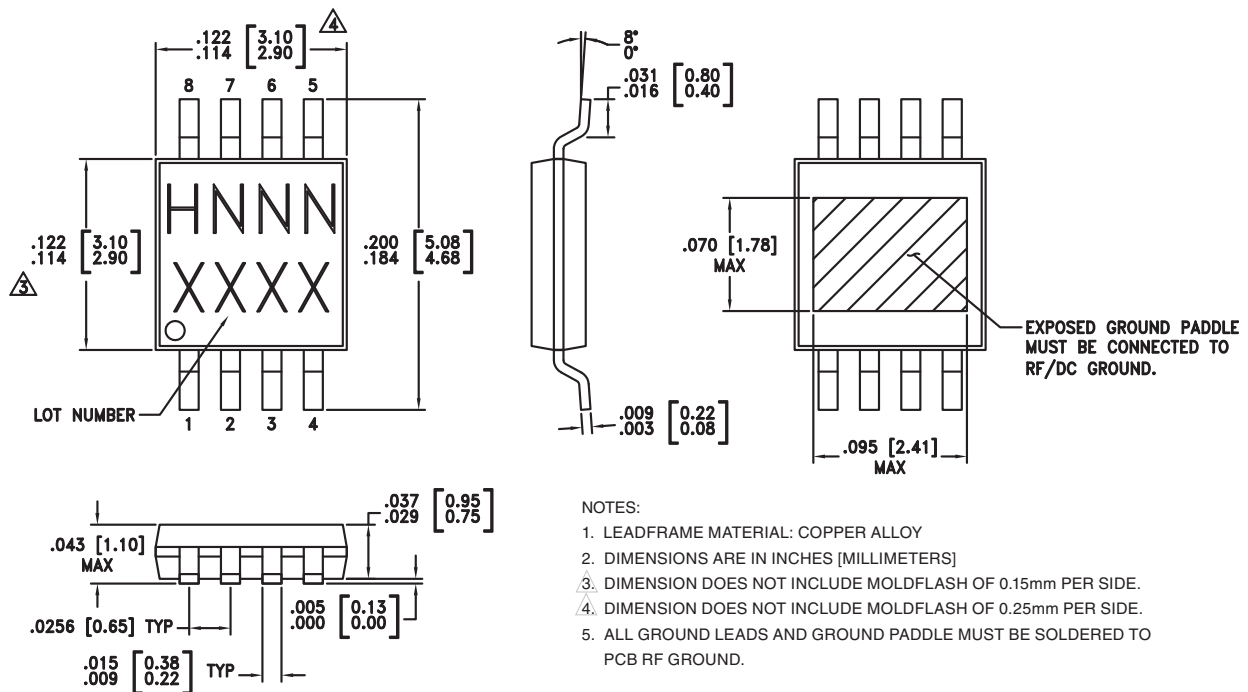 .122 [3.10]
.114 [2.90]
4
8 7 6 5
HNNN
XXXX
.122 [3.10]
.114 [2.90]
3
.200 [5.08]
.184 [4.68]
LOT NUMBER
1 2 3 4
8°
0°
.031 [0.80]
.016 [0.40]
.009 [0.22]
.003 [0.08]
.070 [1.78]
MAX
EXPOSED GROUND PADDLE
MUST BE CONNECTED TO
RF/DC GROUND.
.095 [2.41]
MAX
.037 [0.95]
.029 [0.75]
.043 [1.10]
MAX
.005 [0.13]
.000 [0.00]
.0256 [0.65] TYP
.015 [0.38]
.009 [0.22]
TYP
NOTES:
1. LEADFRAME MATERIAL: COPPER ALLOY
2. DIMENSIONS ARE IN INCHES [MILLIMETERS]
3. DIMENSION DOES NOT INCLUDE MOLDFLASH OF 0.15mm PER SIDE.
4. DIMENSION DOES NOT INCLUDE MOLDFLASH OF 0.25mm PER SIDE.
5. ALL GROUND LEADS AND GROUND PADDLE MUST BE SOLDERED TO
PCB RF GROUND.